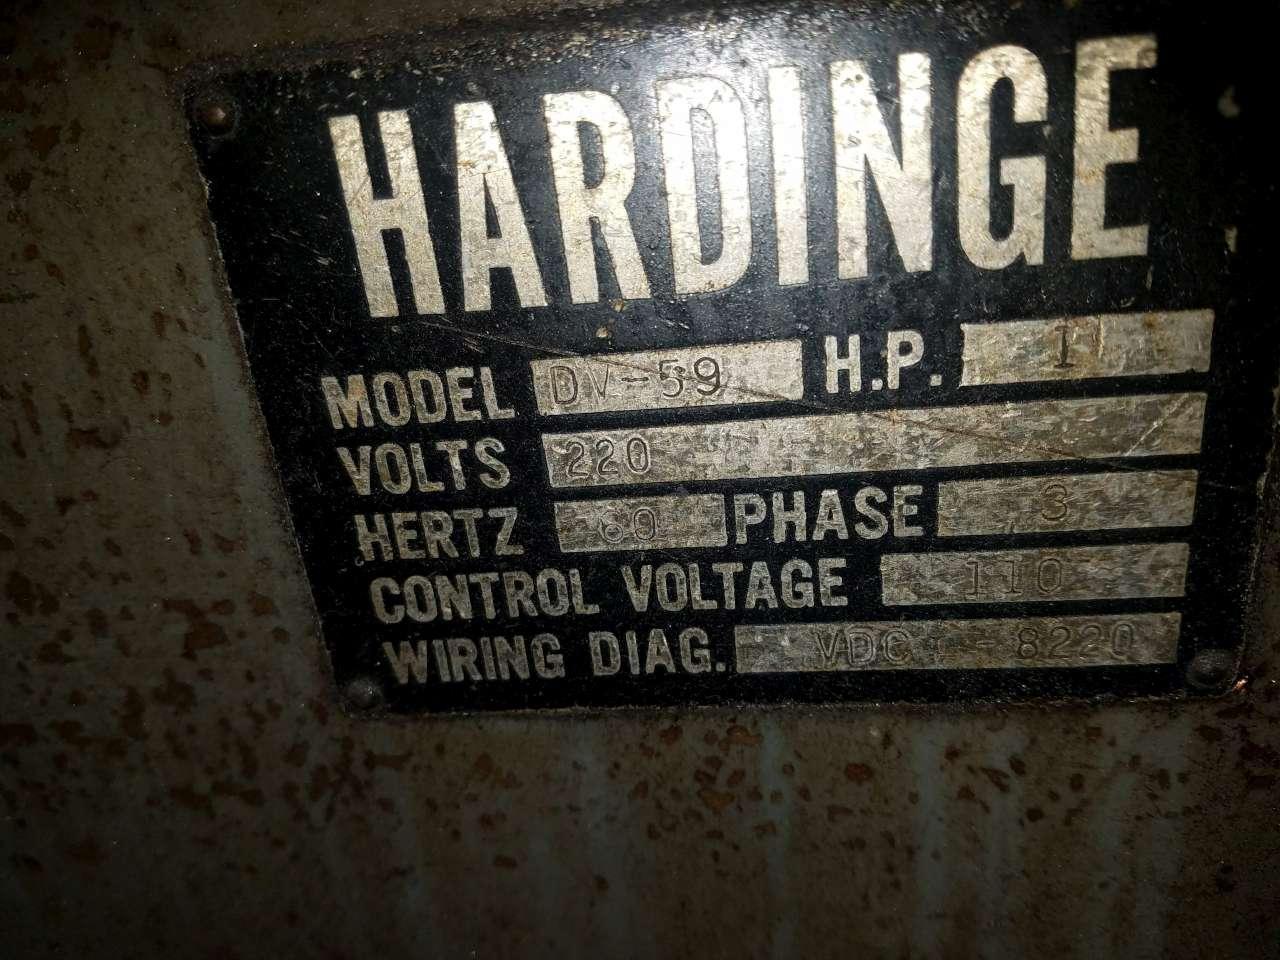 HARDINGE
MODEL DV-59 H.P. 1
VOLTS 220
HERTZ 60 PHASE 3
CONTROL VOLTAGE 110
WIRING DIAG. VDC -8220